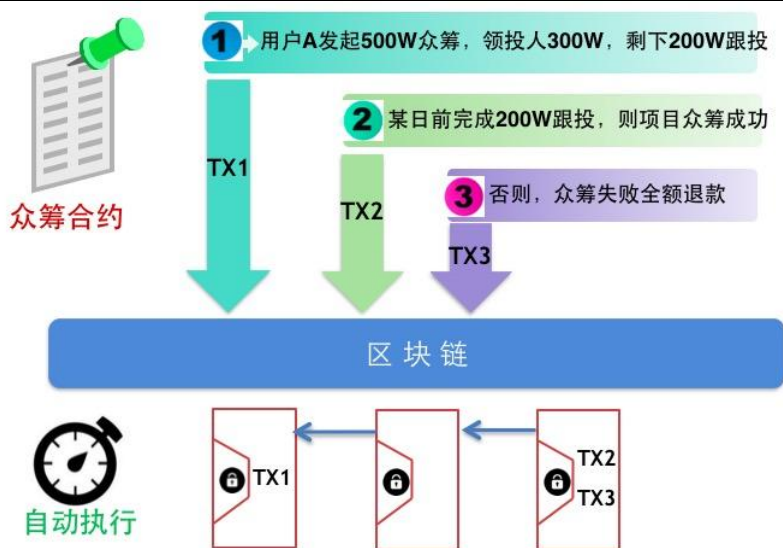 1 用户A发起500W众筹，领投人300W，剩下200W跟投
2 某日前完成200W跟投，则项目众筹成功
TX1
3 否则，众筹失败全额退款
众筹合约
TX2
TX3
区块链
TX1
TX2
TX3
自动执行